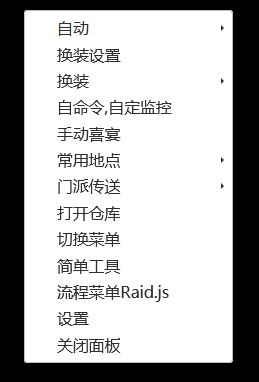 自动
换装设置
换装
自命令,自定监控
手动喜宴
常用地点
门派传送
打开仓库
切换菜单
简单工具
流程菜单Raid.js
设置
关闭面板